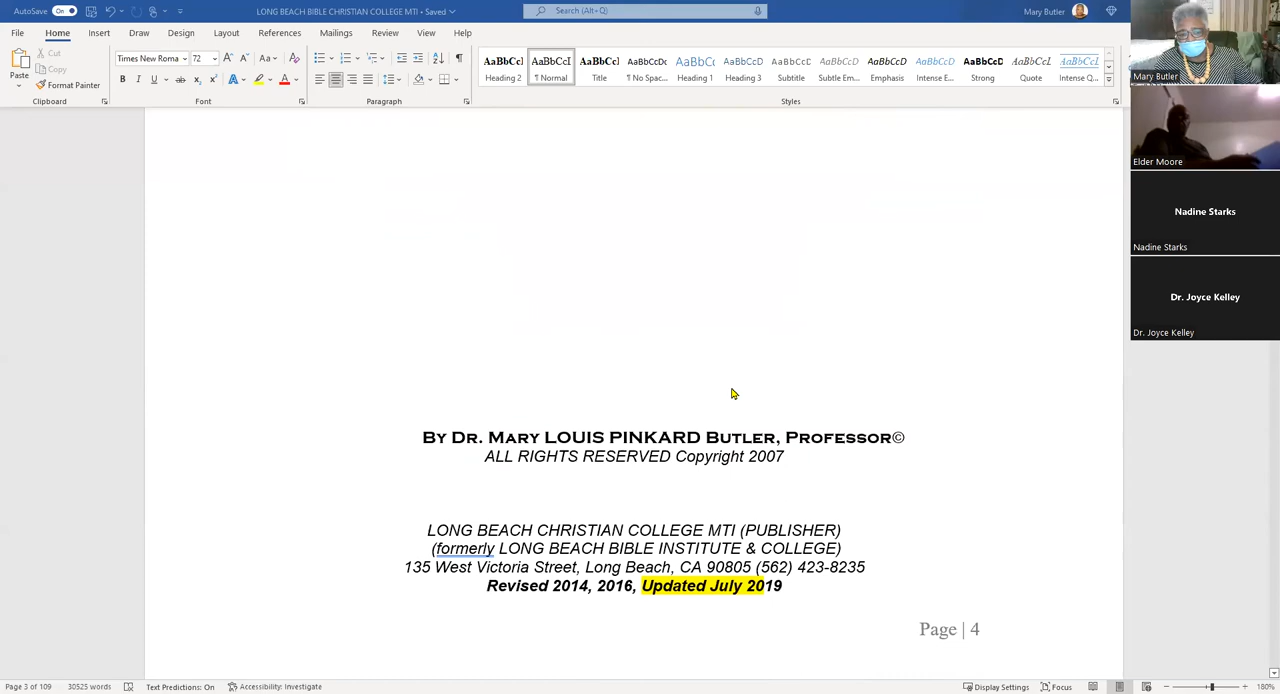 AutoSave On LONG BEACH BIBLE CHRISTIAN COLLEGE MTI • Saved Search (Alt+Q) Mary Butler
File Home Insert Draw Design Layout References Mailings Review View Help
Paste Cut Copy Format Painter
Times New Roma 72
AaBbCc AaBbCcI AaBbCc AaBbCcDc AaBbCc AaBbCcD AaBbCcD AaBbCcD AaBbCcD AaBbCcD AaBbCcD AaBbCcD AaBbCcI
Heading 2 ¶ Normal Title ¶ No Spac... Heading 1 Heading 3 Subtitle Subtle Em... Emphasis Intense E... Strong Quote Intense Q...
Clipboard Font Paragraph Styles
By Dr. Mary LOUIS PINKARD Butler, Professor©
ALL RIGHTS RESERVED Copyright 2007
LONG BEACH CHRISTIAN COLLEGE MTI (PUBLISHER)
(formerly LONG BEACH BIBLE INSTITUTE & COLLEGE)
135 West Victoria Street, Long Beach, CA 90805 (562) 423-8235
Revised 2014, 2016, Updated July 2019
Page | 4
Page 3 of 109 30525 words Text Predictions: On Accessibility: Investigate Display Settings Focus 180%
Mary Butler
Elder Moore
Nadine Starks
Nadine Starks
Dr. Joyce Kelley
Dr. Joyce Kelley